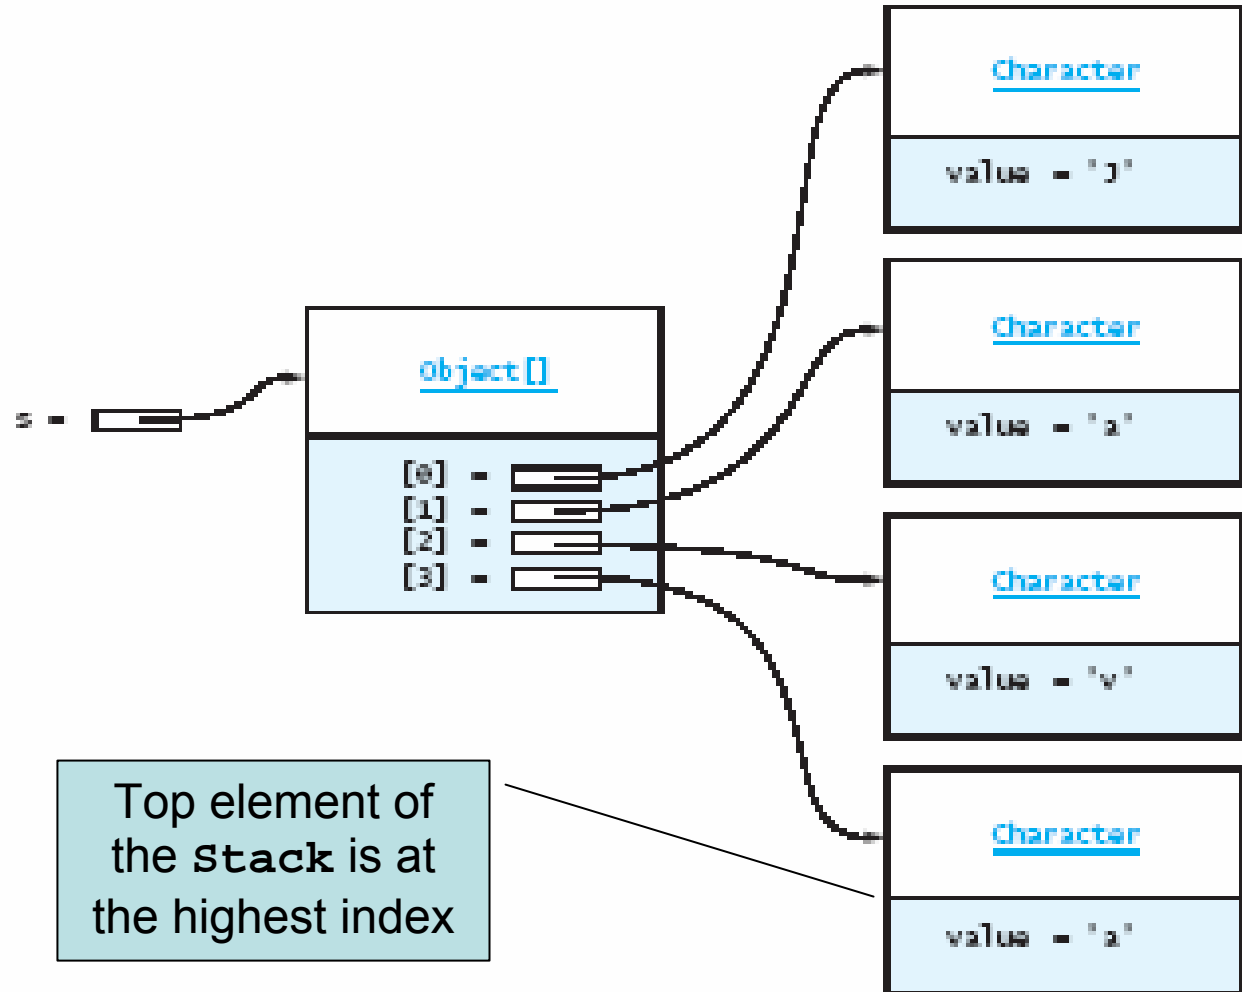 Character
value = 'J'
Character
value = 'a'
Object[]
s =
[0] =
[1] =
[2] =
[3] =
Character
value = 'v'
Top element of
the Stack is at
the highest index
Character
value = 'a'